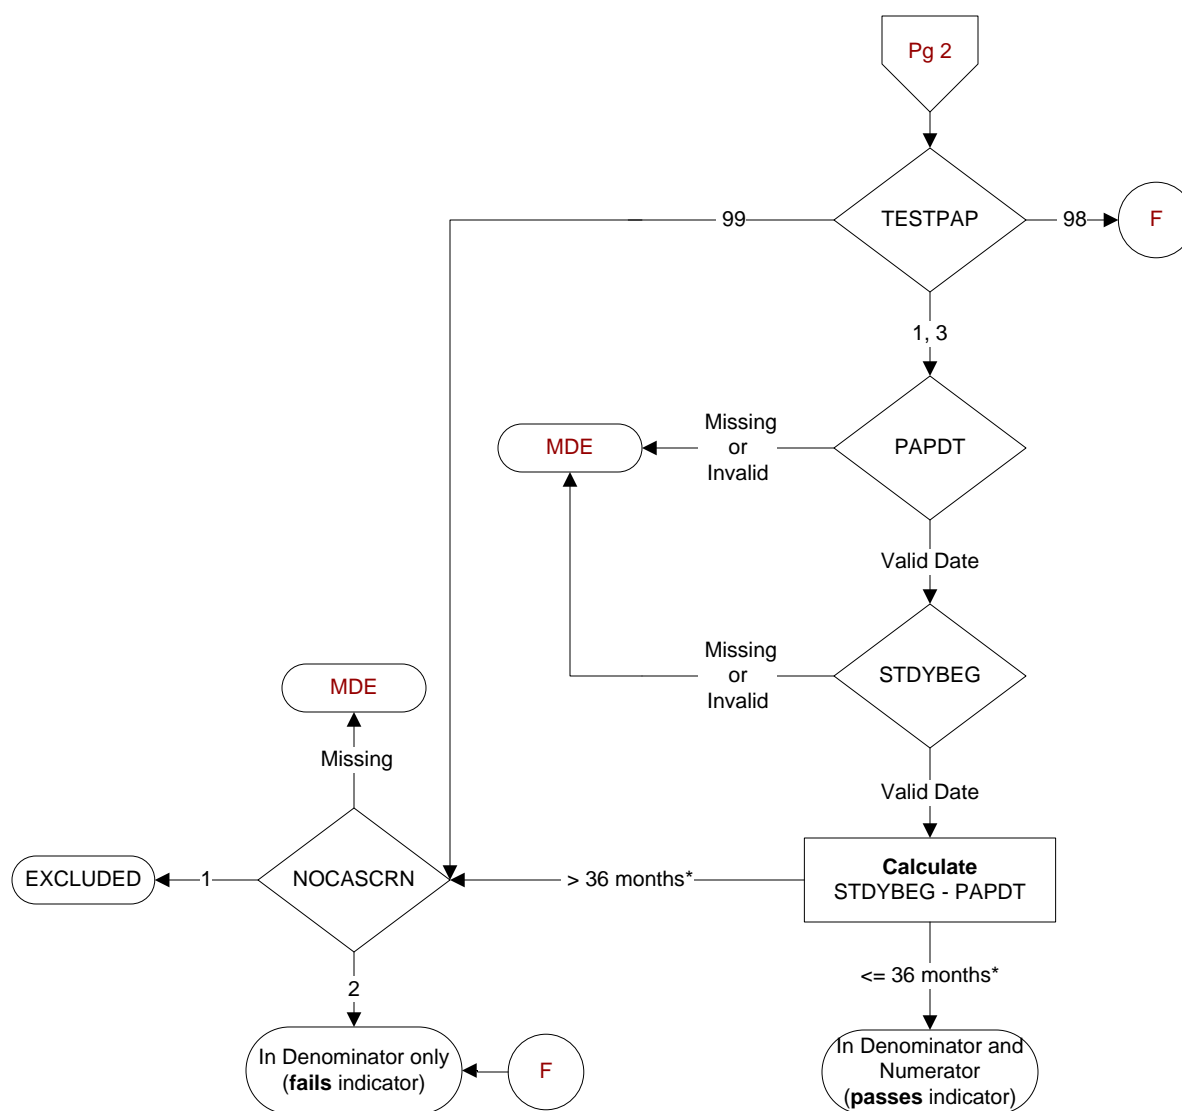 Pg 2
TESTPAP
99
98
F
1, 3
PAPDT
Missing
or
Invalid
MDE
Valid Date
STDYBEG
Missing
or
Invalid
MDE
Missing
Valid Date
Calculate
STDYBEG - PAPDT
> 36 months*
NOCASCRN
1
EXCLUDED
2
<= 36 months*
In Denominator only
(fails indicator)
F
In Denominator and
Numerator
(passes indicator)